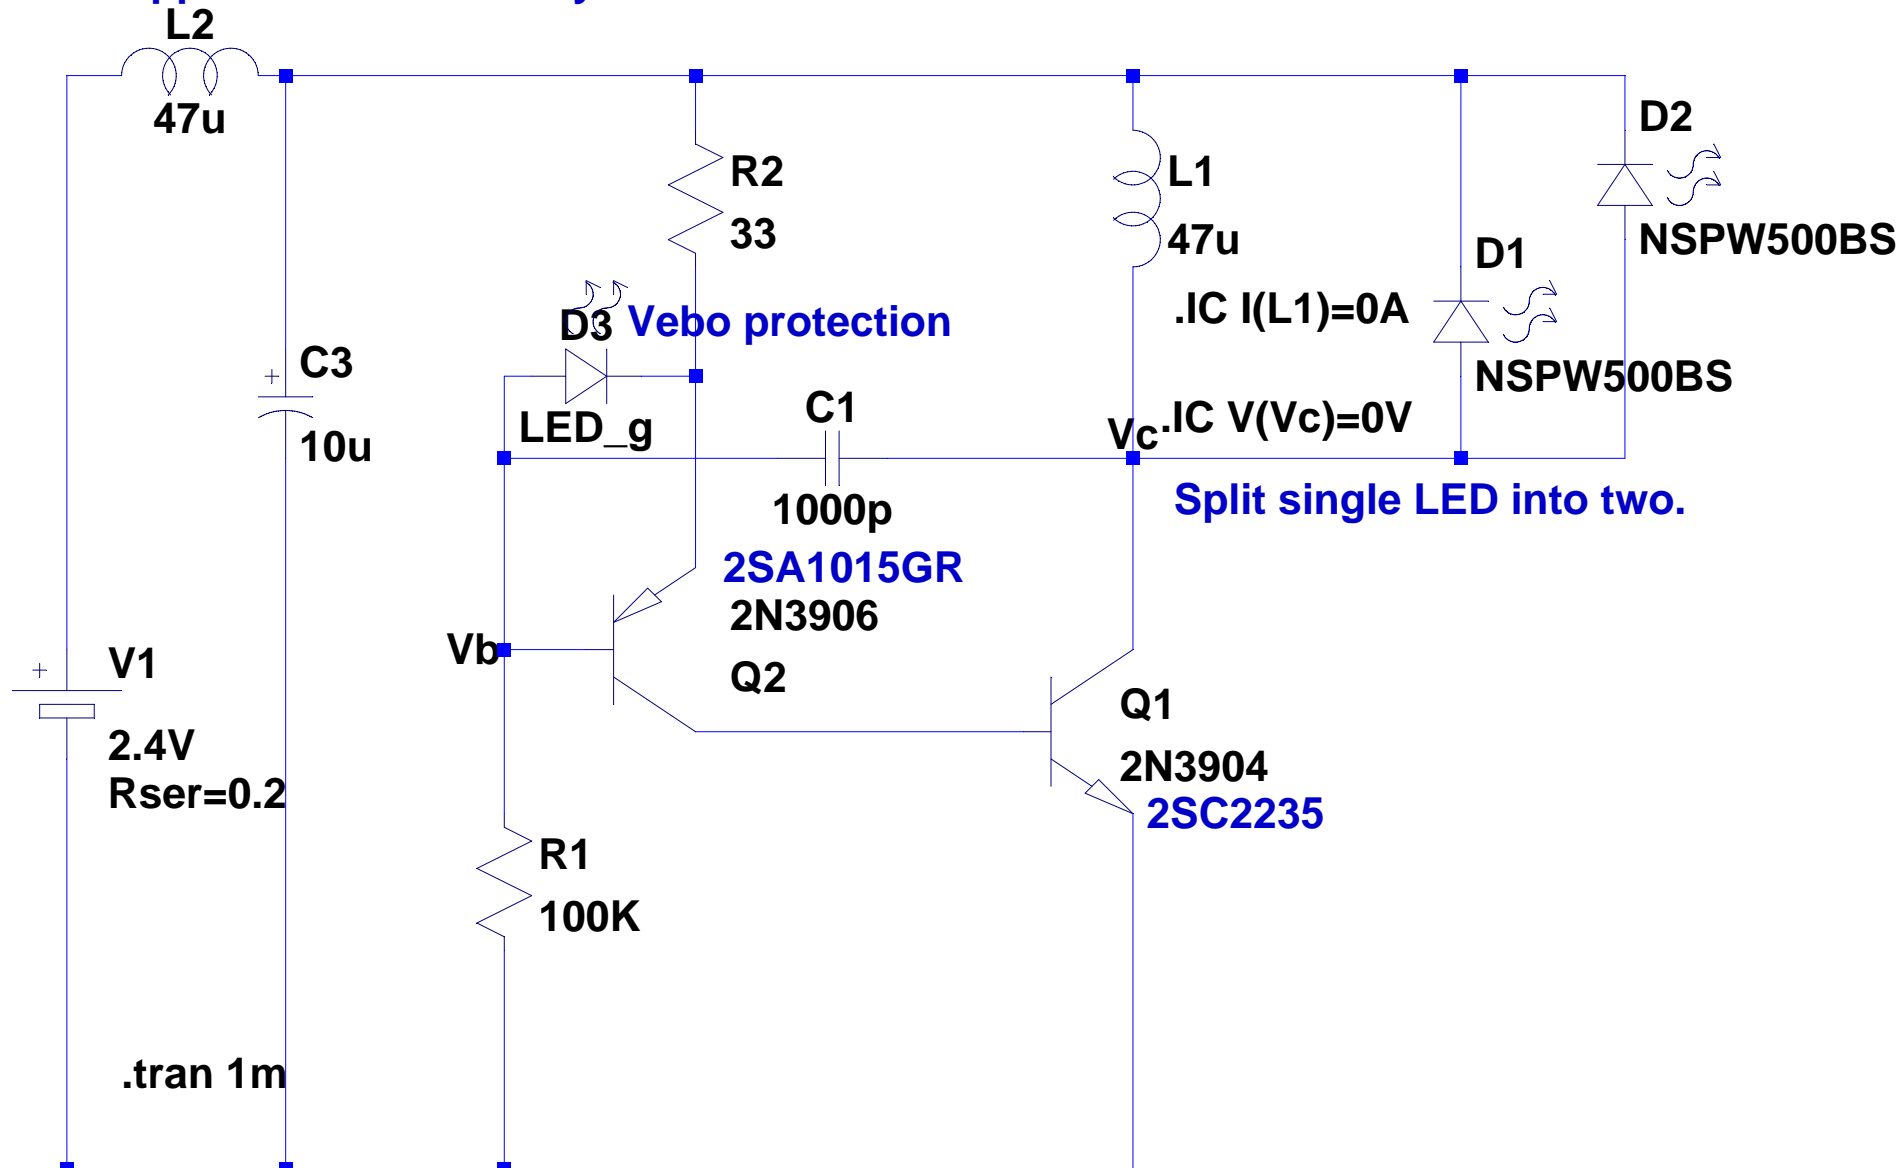 L2
47u
D2
NSPW500BS
R2
33
L1
47u
D1
NSPW500BS
.IC I(L1)=0A
D3
Vebo protection
LED_g
C3
10u
C1
1000p
Vc
.IC V(Vc)=0V
Split single LED into two.
2SA1015GR
2N3906
Q2
Vb
V1
2.4V
Rser=0.2
Q1
2N3904
2SC2235
R1
100K
.tran 1m